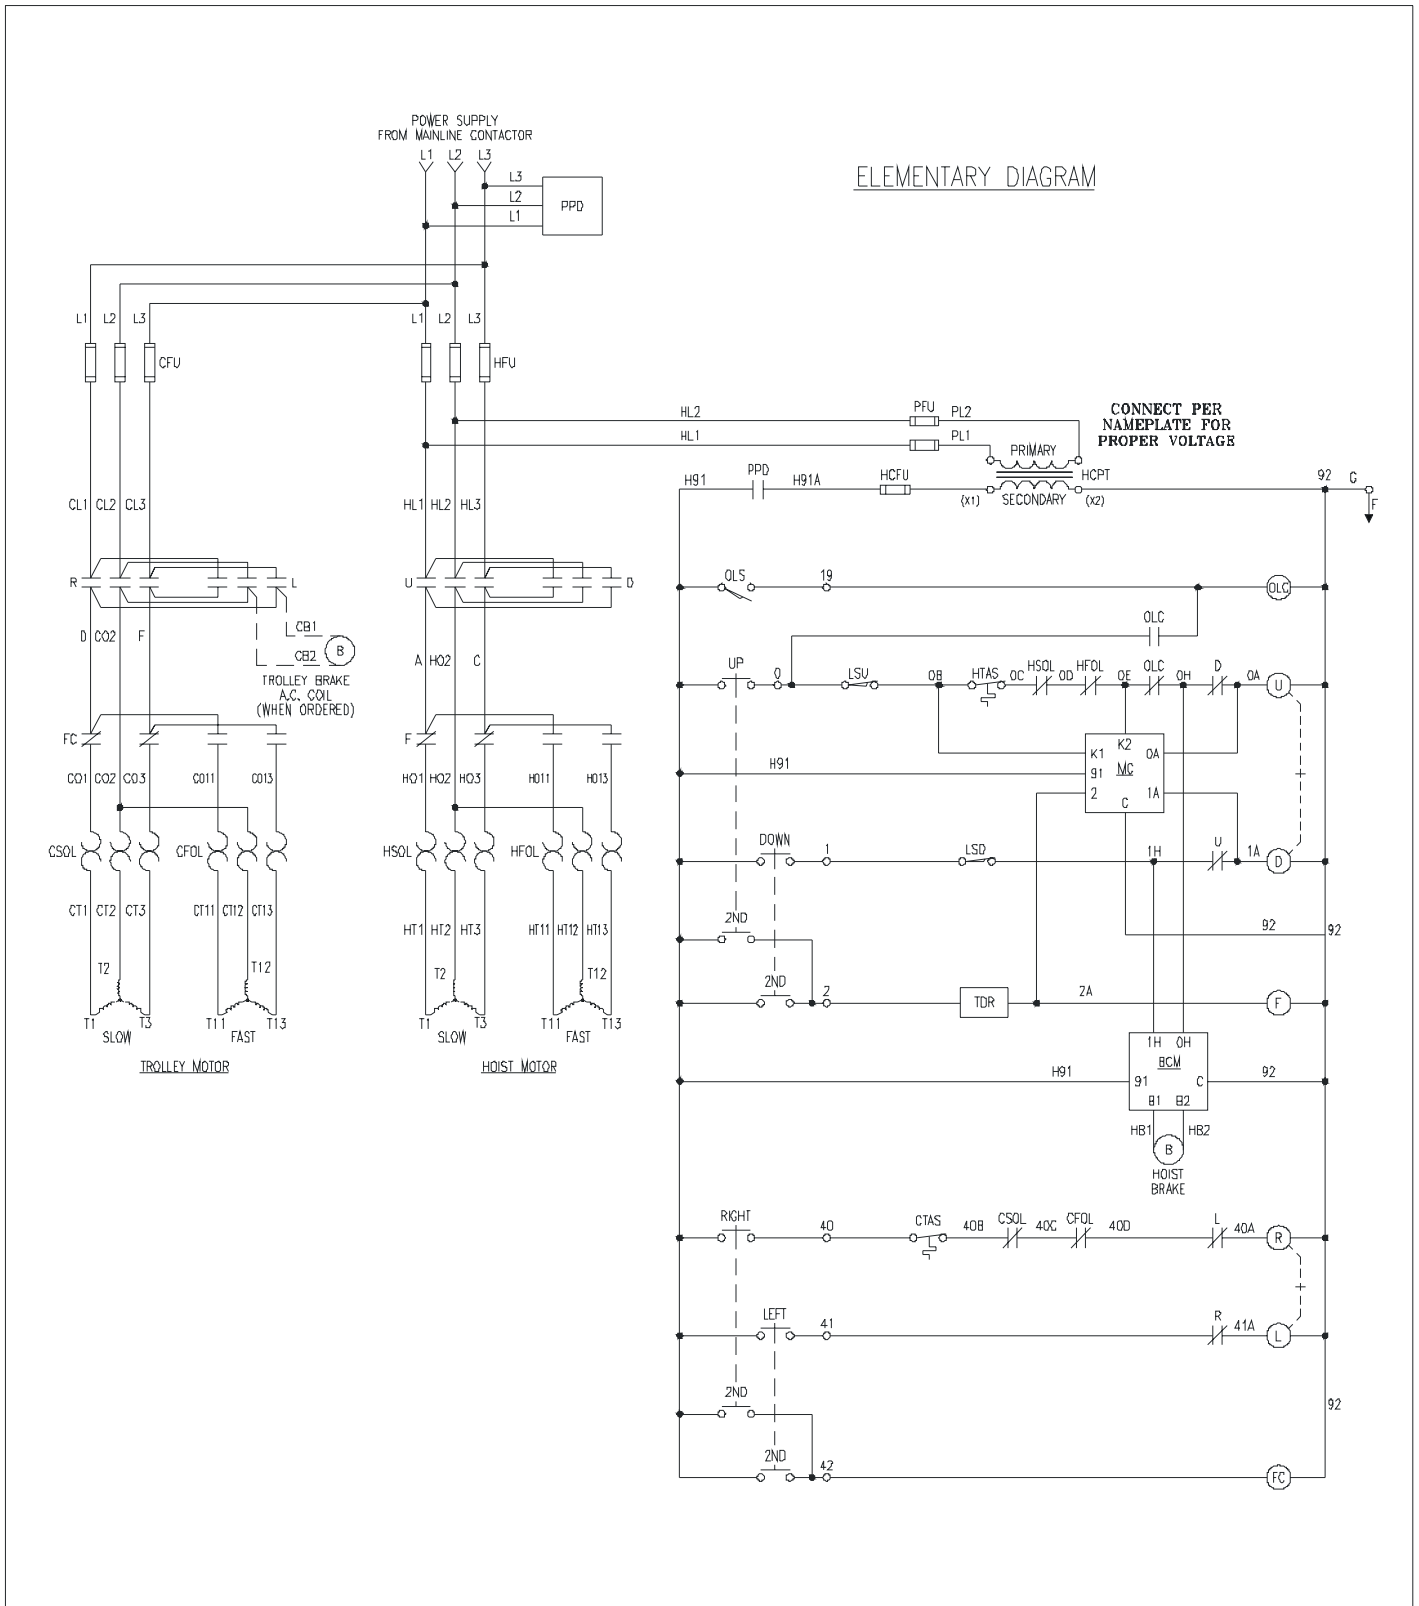 POWER SUPPLY
FROM MAINLINE CONTACTOR
L1 L2 L3
L3
L2
L1
PPD
ELEMENTARY DIAGRAM
L1 L2 L3
CFU
L1 L2 L3
HFU
HL2
PFU
PL2
HL1
PL1
CONNECT PER
NAMEPLATE FOR
PROPER VOLTAGE
PRIMARY
HCPT
SECONDARY
(X1)
(X2)
H91
PPD
H91A
HCFU
92
G
F
CL1 CL2 CL3
HL1 HL2 HL3
R
L
U
D
OLS
19
OLC
OLC
D CO2 F
CB1
CB2
B
TROLLEY BRAKE
A.C. COIL
(WHEN ORDERED)
A HO2 C
UP
0
LSU
0B
HTAS
0C
HSOL
0D
HFOL
0E
OLC
0H
D
0A
U
FC
F
K1
K2
0A
91
MC
2
1A
C
H91
CO1 CO2 CO3
CO11
CO13
HO1 HO2 HO3
HO11
HO13
CSOL
CFOL
HSOL
HFOL
DOWN
1
LSD
1H
U
1A
D
CT1 CT2 CT3
CT11 CT12 CT13
HT1 HT2 HT3
HT11 HT12 HT13
2ND
92
92
T2
T12
T2
T12
2ND
2
TDR
2A
F
T1 T3
T11 T13
T1 T3
T11 T13
SLOW
FAST
SLOW
FAST
TROLLEY MOTOR
HOIST MOTOR
1H 0H
BCM
91
C
B1 B2
H91
92
HB1
HB2
B
HOIST
BRAKE
RIGHT
40
CTAS
40B
CSOL
40C
CFOL
40D
L
40A
R
LEFT
41
R
41A
L
2ND
92
2ND
42
FC